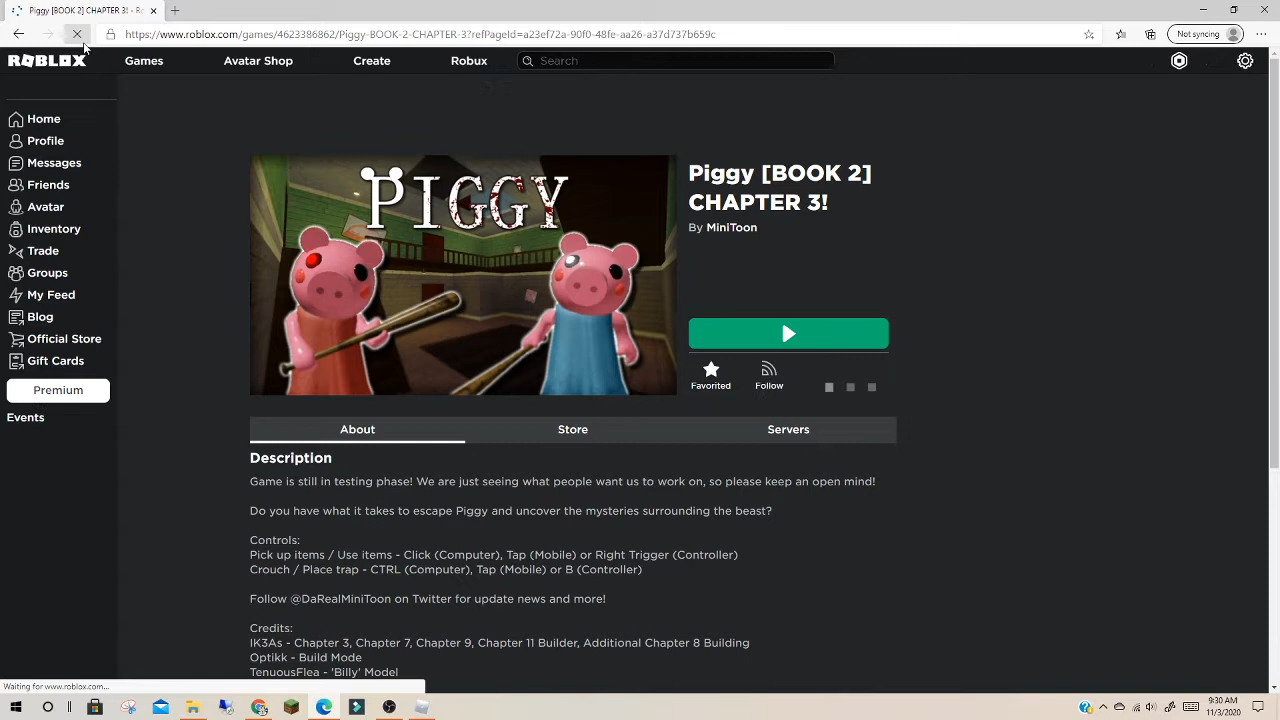 Piggy [BOOK 2] CHAPTER 3! - Ro
https://www.roblox.com/games/4623386862/Piggy-BOOK-2-CHAPTER-3?refPageId=a23ef72a-90f0-48fe-aa26-a37d737b659c
Not syncing
ROBLOX
Games
Avatar Shop
Create
Robux
Search
Home
Profile
Messages
Friends
Avatar
Inventory
Trade
Groups
My Feed
Blog
Official Store
Gift Cards
Premium
Events
PIGGY
Piggy [BOOK 2]
CHAPTER 3!
By MiniToon
Favorited
Follow
About
Store
Servers
Description
Game is still in testing phase! We are just seeing what people want us to work on, so please keep an open mind!
Do you have what it takes to escape Piggy and uncover the mysteries surrounding the beast?
Controls:
Pick up items / Use items - Click (Computer), Tap (Mobile) or Right Trigger (Controller)
Crouch / Place trap - CTRL (Computer), Tap (Mobile) or B (Controller)
Follow @DaRealMiniToon on Twitter for update news and more!
Credits:
IK3As - Chapter 3, Chapter 7, Chapter 9, Chapter 11 Builder, Additional Chapter 8 Building
Optikk - Build Mode
TenuousFlea - 'Billy' Model
Waiting for www.roblox.com...
9:30 AM
11/3/2020